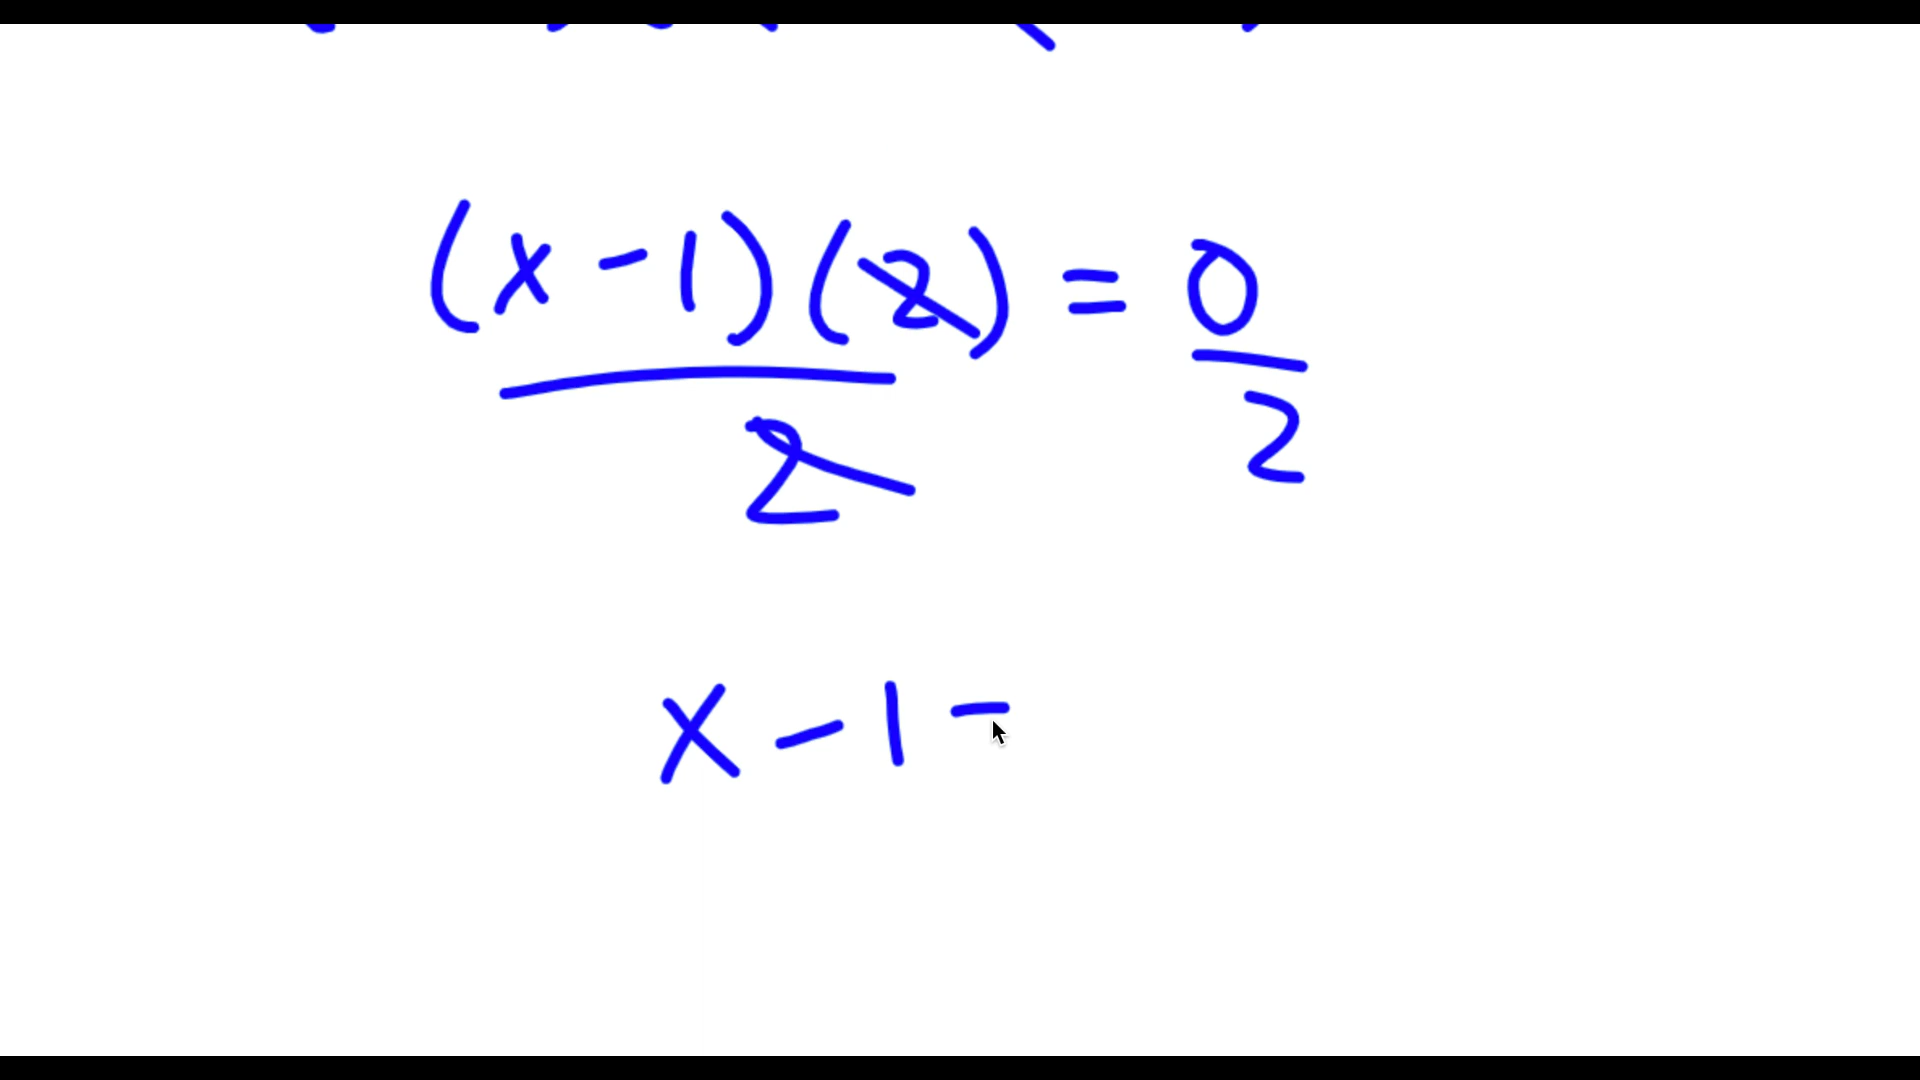 (x - 1)(2) = 0
2 2
x - 1 -